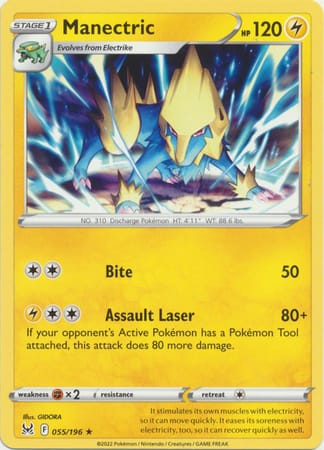 STAGE 1
Manectric
HP 120
Evolves from Electrike
NO. 310 Discharge Pokémon HT: 4'11" WT: 88.6 lbs.
Bite 50
Assault Laser 80+
If your opponent's Active Pokémon has a Pokémon Tool
attached, this attack does 80 more damage.
weakness ×2 resistance retreat
Illus. GIDORA
F 055/196 ★
It stimulates its own muscles with electricity,
so it can move quickly. It eases its soreness with
electricity, too, so it can recover quickly as well.
©2022 Pokémon / Nintendo / Creatures / GAME FREAK